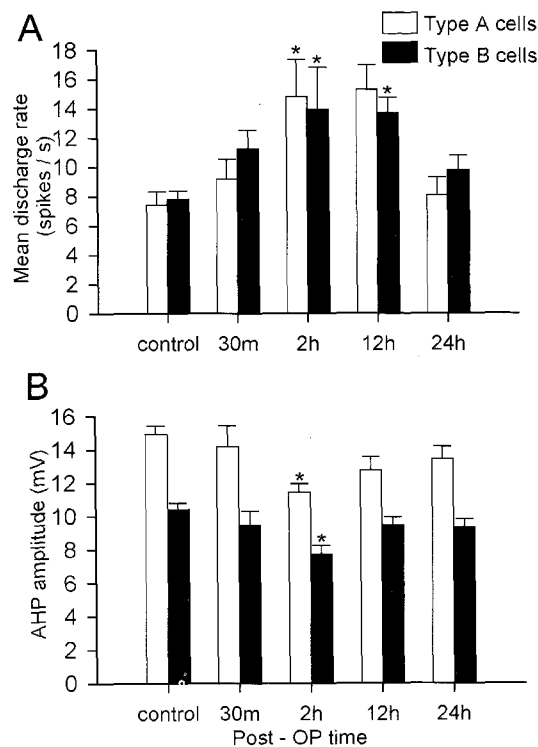 A
Type A cells
Type B cells
Mean discharge rate
(spikes / s)
18
16
14
12
10
8
6
4
2
0
* * *
control 30m 2h 12h 24h
B
AHP amplitude (mV)
16
14
12
10
8
6
4
2
0
* *
control 30m 2h 12h 24h
Post - OP time